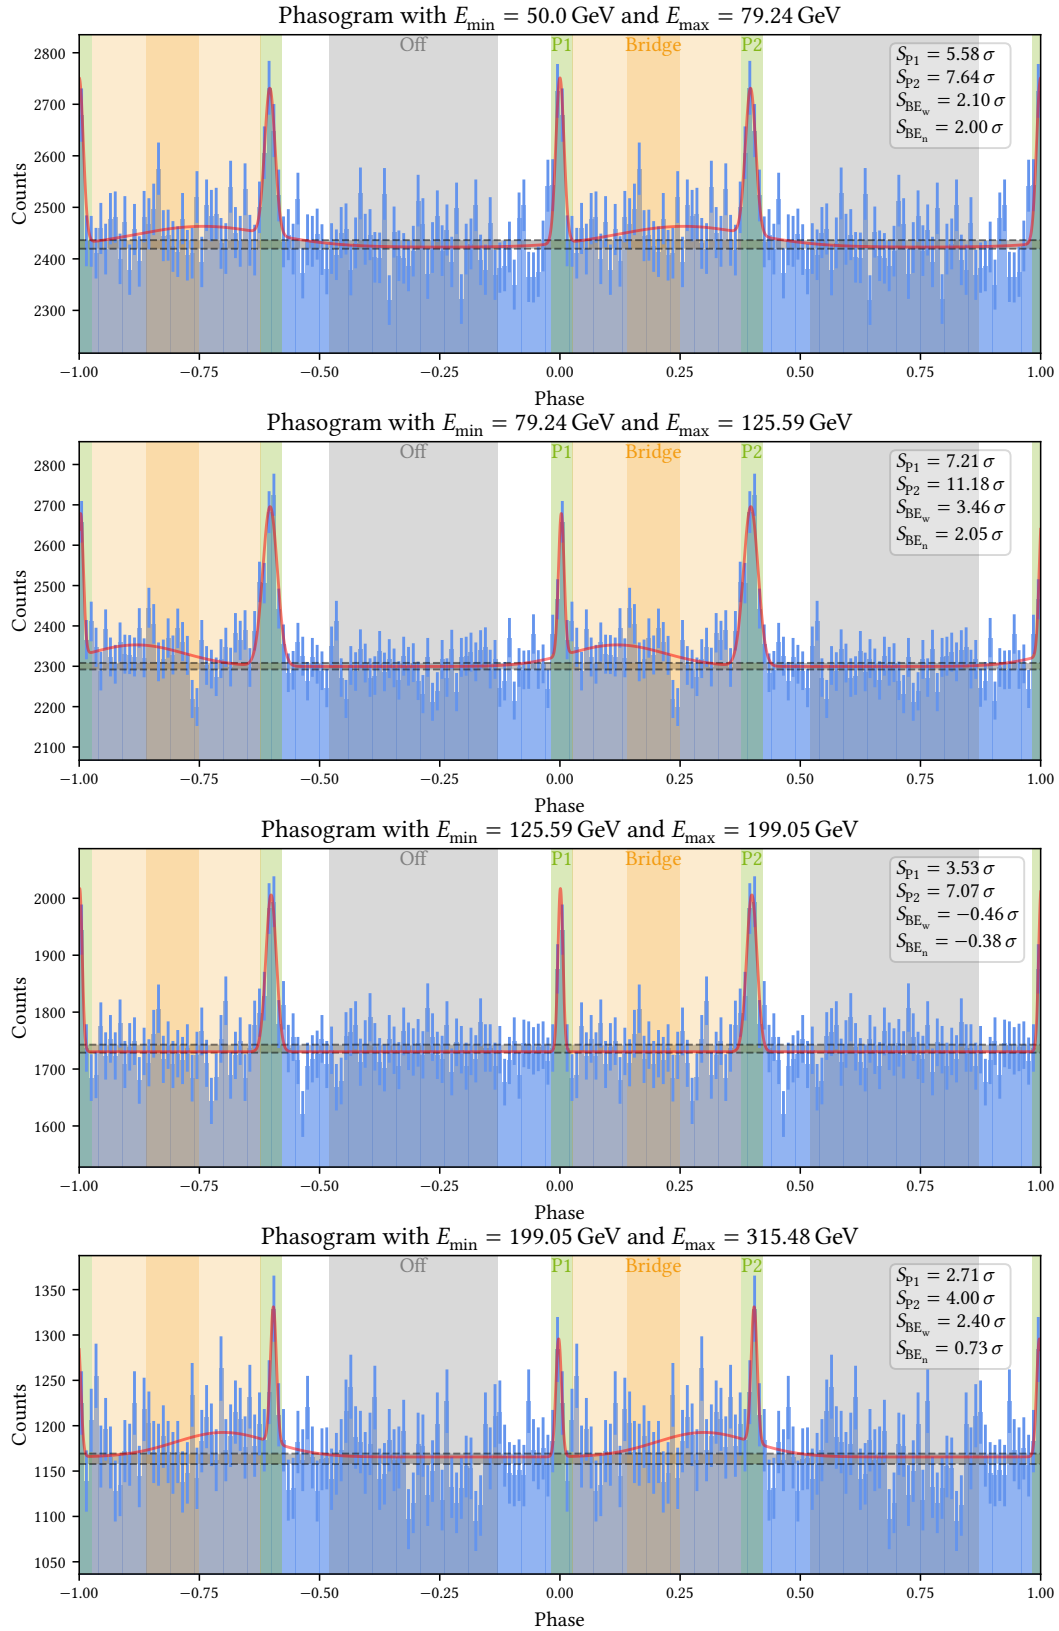 Phasogram with E_min = 50.0 GeV and E_max = 79.24 GeV
Off P1 Bridge P2
S_P1 = 5.58 σ
S_P2 = 7.64 σ
S_BE_w = 2.10 σ
S_BE_n = 2.00 σ
Counts
2800
2700
2600
2500
2400
2300
−1.00 −0.75 −0.50 −0.25 0.00 0.25 0.50 0.75 1.00
Phase
Phasogram with E_min = 79.24 GeV and E_max = 125.59 GeV
Off P1 Bridge P2
S_P1 = 7.21 σ
S_P2 = 11.18 σ
S_BE_w = 3.46 σ
S_BE_n = 2.05 σ
Counts
2800
2700
2600
2500
2400
2300
2200
2100
−1.00 −0.75 −0.50 −0.25 0.00 0.25 0.50 0.75 1.00
Phase
Phasogram with E_min = 125.59 GeV and E_max = 199.05 GeV
Off P1 Bridge P2
S_P1 = 3.53 σ
S_P2 = 7.07 σ
S_BE_w = −0.46 σ
S_BE_n = −0.38 σ
Counts
2000
1900
1800
1700
1600
−1.00 −0.75 −0.50 −0.25 0.00 0.25 0.50 0.75 1.00
Phase
Phasogram with E_min = 199.05 GeV and E_max = 315.48 GeV
Off P1 Bridge P2
S_P1 = 2.71 σ
S_P2 = 4.00 σ
S_BE_w = 2.40 σ
S_BE_n = 0.73 σ
Counts
1350
1300
1250
1200
1150
1100
1050
−1.00 −0.75 −0.50 −0.25 0.00 0.25 0.50 0.75 1.00
Phase